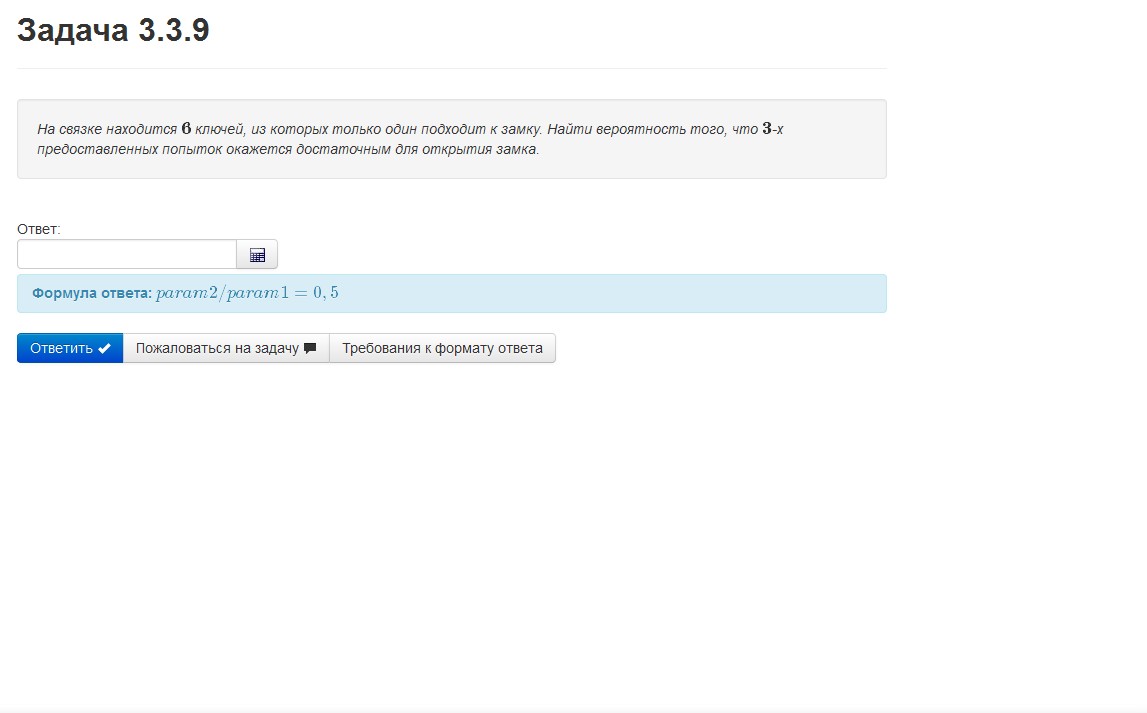 Задача 3.3.9
На связке находится 6 ключей, из которых только один подходит к замку. Найти вероятность того, что 3-х
предоставленных попыток окажется достаточным для открытия замка.
Ответ:
Формула ответа: param2/param1 = 0, 5
Ответить Пожаловаться на задачу Требования к формату ответа